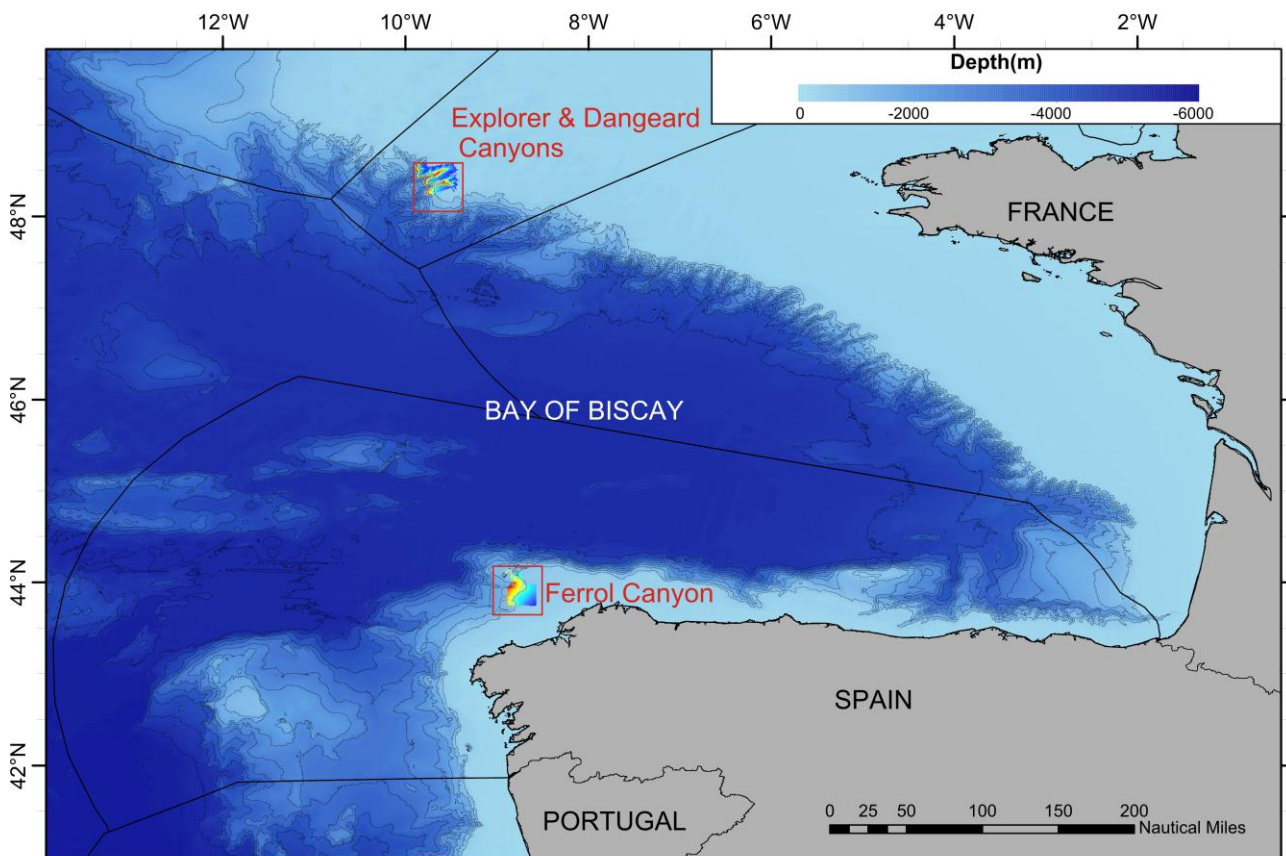 12°W 10°W 8°W 6°W 4°W 2°W
Depth(m)
0 -2000 -4000 -6000
Explorer & Dangeard
Canyons
48°N
FRANCE
46°N
BAY OF BISCAY
44°N
Ferrol Canyon
SPAIN
42°N
PORTUGAL
0 25 50 100 150 200
Nautical Miles